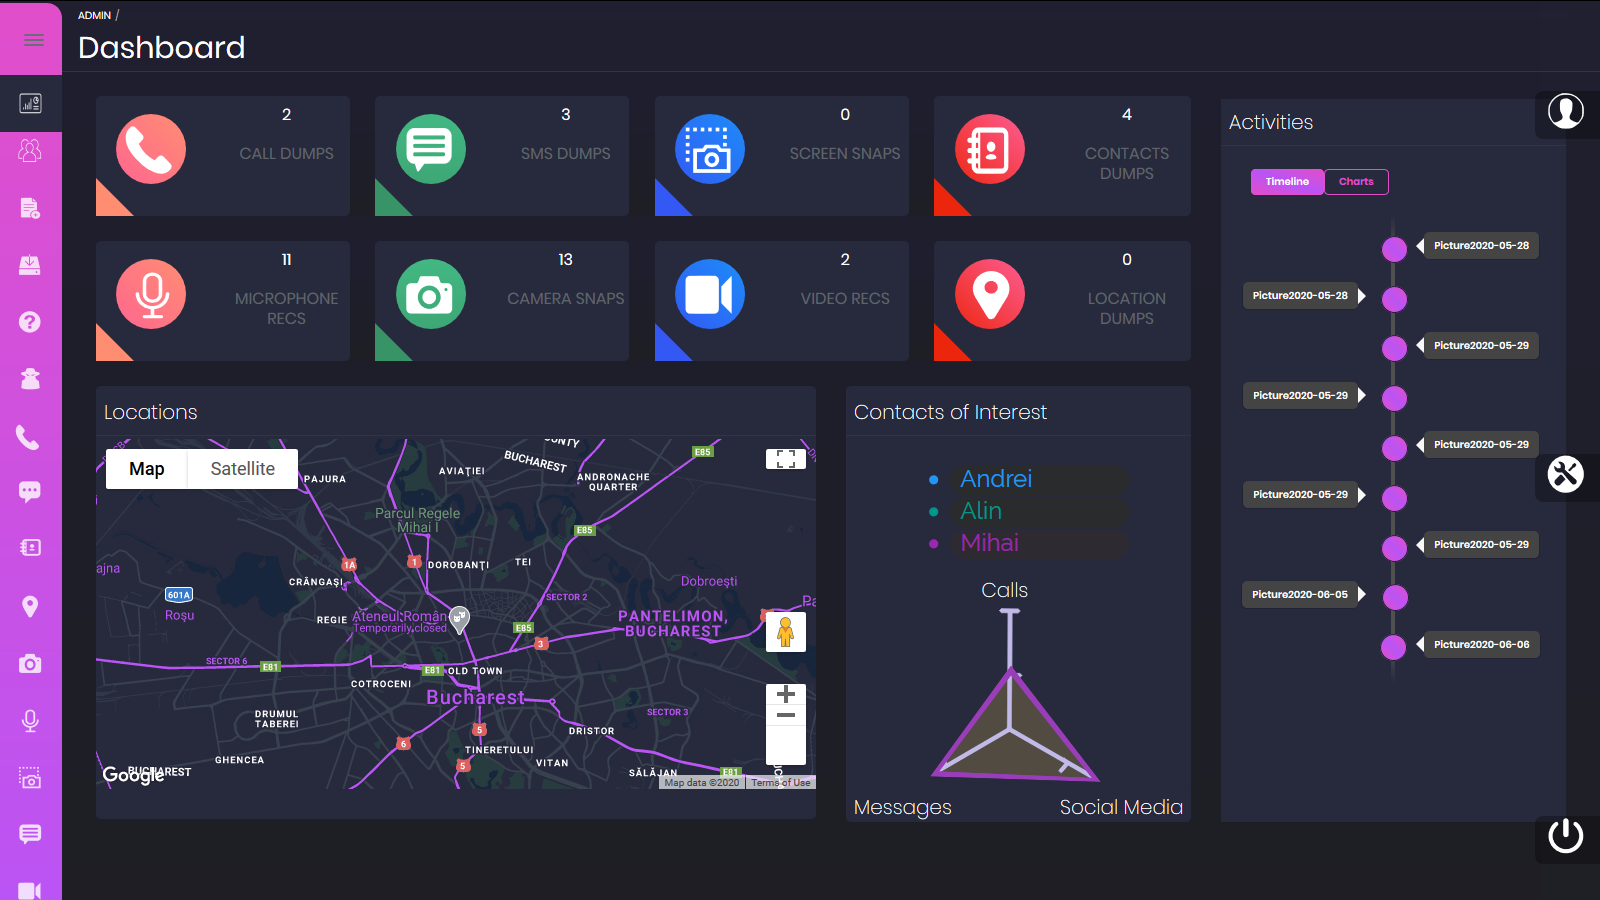 ADMIN /
Dashboard
2
CALL DUMPS
3
SMS DUMPS
0
SCREEN SNAPS
4
CONTACTS
DUMPS
11
MICROPHONE
RECS
13
CAMERA SNAPS
2
VIDEO RECS
0
LOCATION
DUMPS
Locations
Map
Satellite
PAJURA
AVIAȚIEI
BUCHAREST
E85
ANDRONACHE
QUARTER
Parcul Regele
Mihai I
E85
1A
1
DOROBANȚI
TEI
CRÂNGAȘI
Dobroești
601A
Roșu
SECTOR 2
REGIE
Ateneul Român
Temporarily closed
PANTELIMON,
BUCHAREST
E85
3
SECTOR 6
E81
E81
OLD TOWN
COTROCENI
Bucharest
SECTOR 3
DRUMUL
TABEREI
5
DRISTOR
6
TINERETULUI
GHENCEA
5
VITAN
SĂLĂJAN
E81
Google
BUCHAREST
Map data ©2020
Terms of Use
Contacts of Interest
Andrei
Alin
Mihai
Calls
Messages
Social Media
Activities
Timeline
Charts
Picture2020-05-28
Picture2020-05-28
Picture2020-05-29
Picture2020-05-29
Picture2020-05-29
Picture2020-05-29
Picture2020-05-29
Picture2020-06-05
Picture2020-06-06